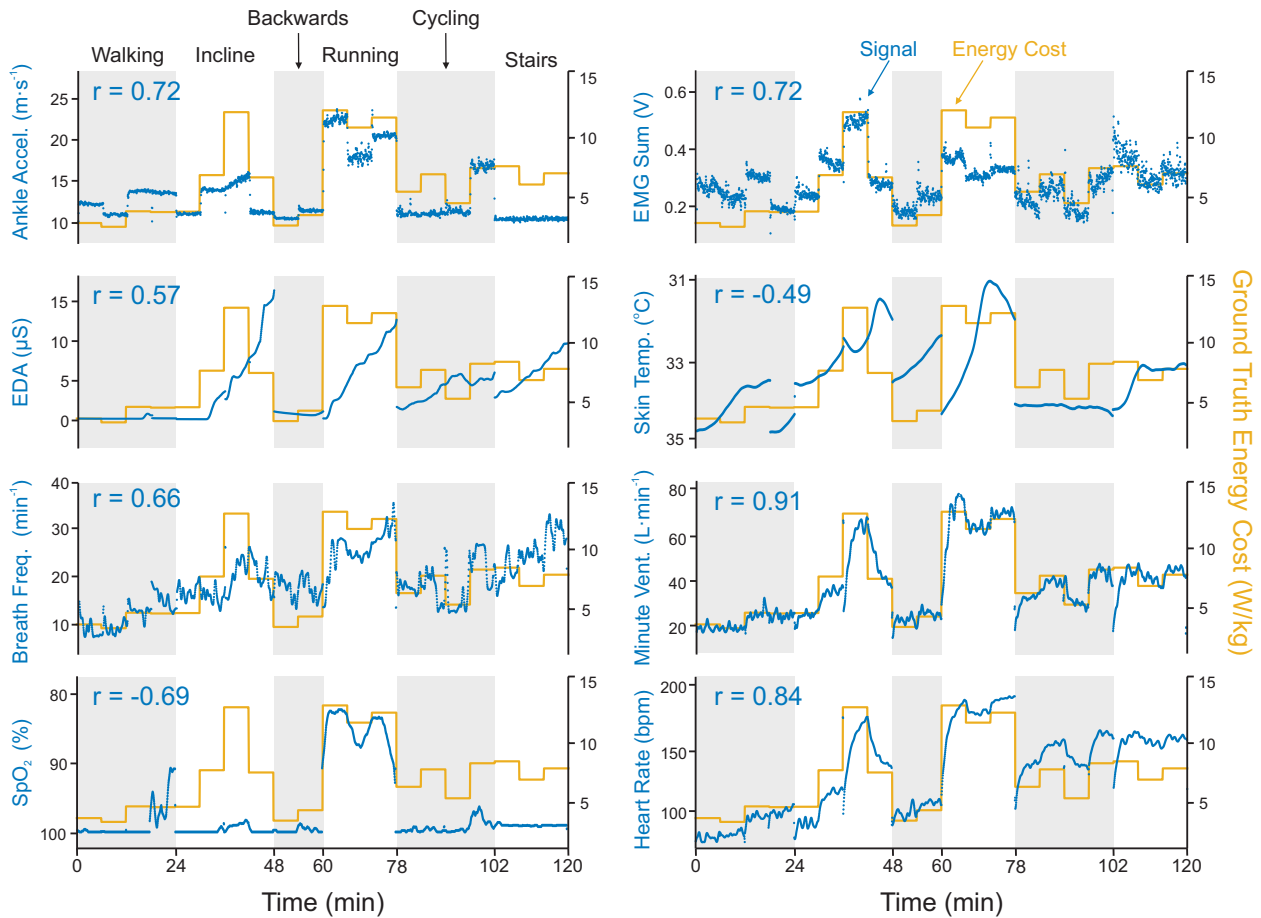 Backwards
Cycling
Walking
Incline
Running
Stairs
Signal
Energy Cost
Ankle Accel. (m·s⁻¹)
r = 0.72
25
20
15
10
15
10
5
EMG Sum (V)
r = 0.72
0.6
0.4
0.2
15
10
5
EDA (µS)
r = 0.57
15
10
5
0
15
10
5
Skin Temp. (°C)
r = -0.49
31
33
35
15
10
5
Breath Freq. (min⁻¹)
r = 0.66
40
30
20
10
15
10
5
Minute Vent. (L·min⁻¹)
r = 0.91
80
60
40
20
15
10
5
SpO₂ (%)
r = -0.69
80
90
100
15
10
5
Heart Rate (bpm)
r = 0.84
200
150
100
15
10
5
Ground Truth Energy Cost (W/kg)
0 24 48 60 78 102 120
Time (min)
0 24 48 60 78 102 120
Time (min)